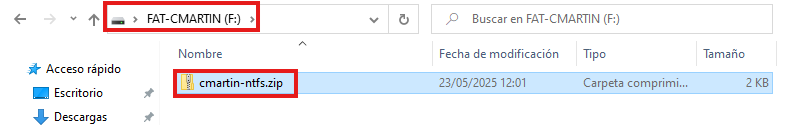 FAT-CMARTIN (F:)
Buscar en FAT-CMARTIN (F:)
Nombre
Fecha de modificación
Tipo
Tamaño
Acceso rápido
cmartin-ntfs.zip
23/05/2025 12:01
Carpeta comprimi...
2 KB
Escritorio
Descargas